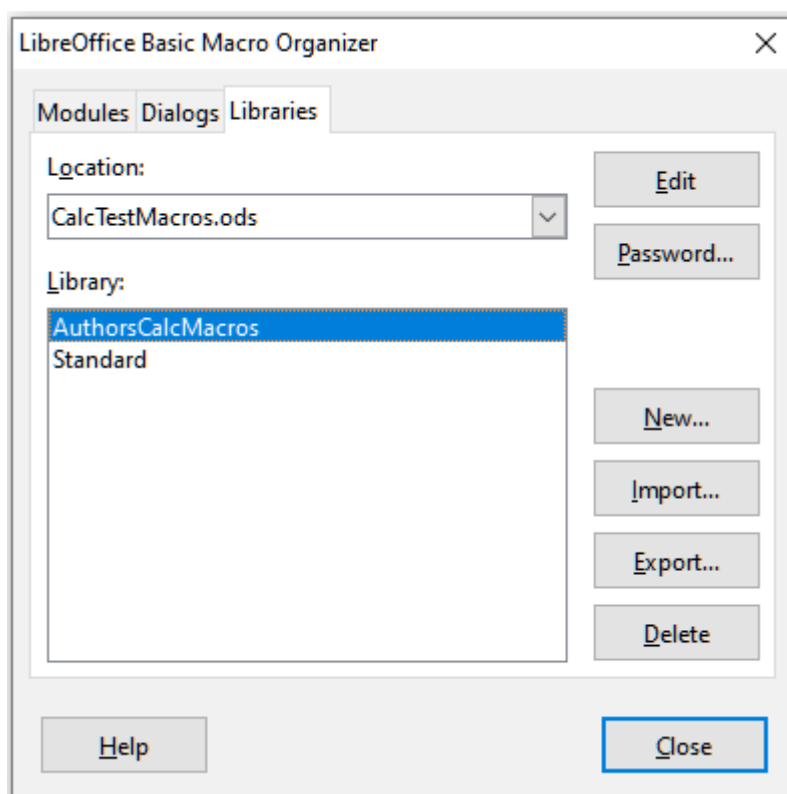 LibreOffice Basic Macro Organizer
Modules Dialogs Libraries
Location:
CalcTestMacros.ods
Edit
Password...
Library:
AuthorsCalcMacros
Standard
New...
Import...
Export...
Delete
Help
Close